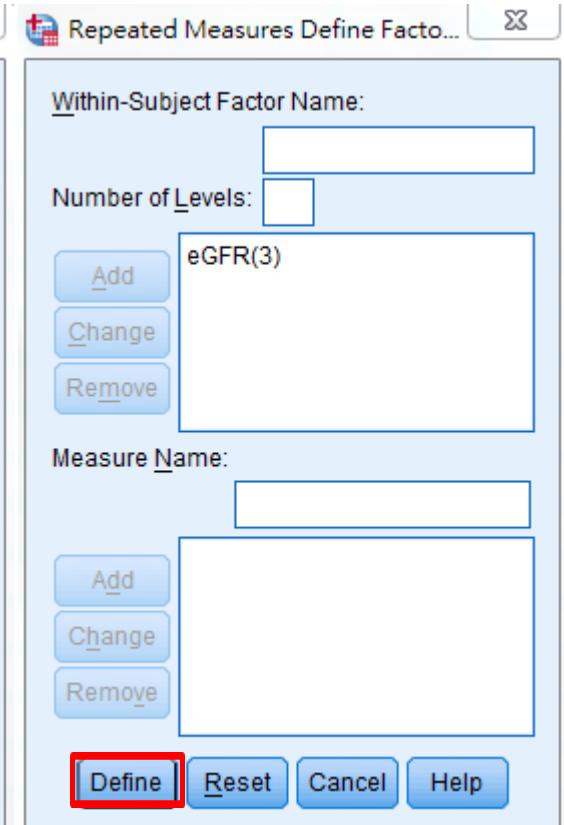 Repeated Measures Define Facto...
Within-Subject Factor Name:
Number of Levels:
eGFR(3)
Add
Change
Remove
Measure Name:
Add
Change
Remove
Define Reset Cancel Help